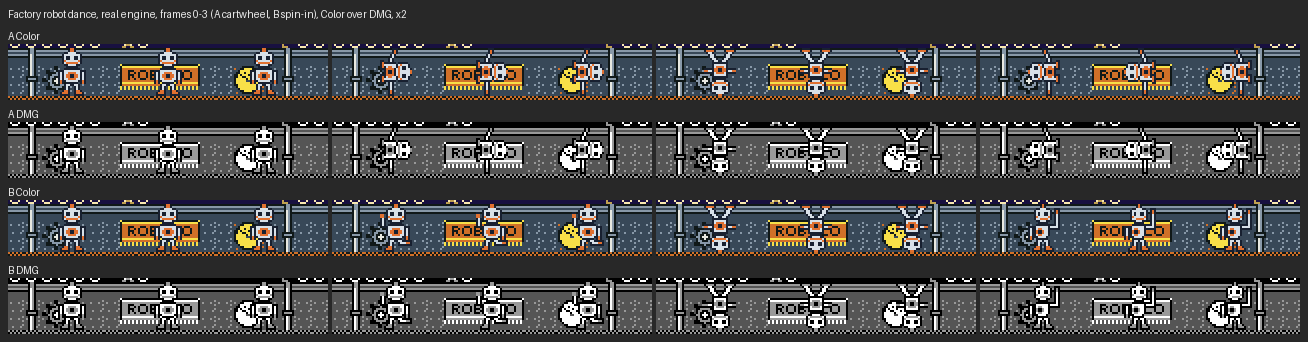 Factory robot dance, real engine, frames 0-3 (A cartwheel, B spin-in), Color over DMG, x2
A Color
A DMG
B Color
B DMG